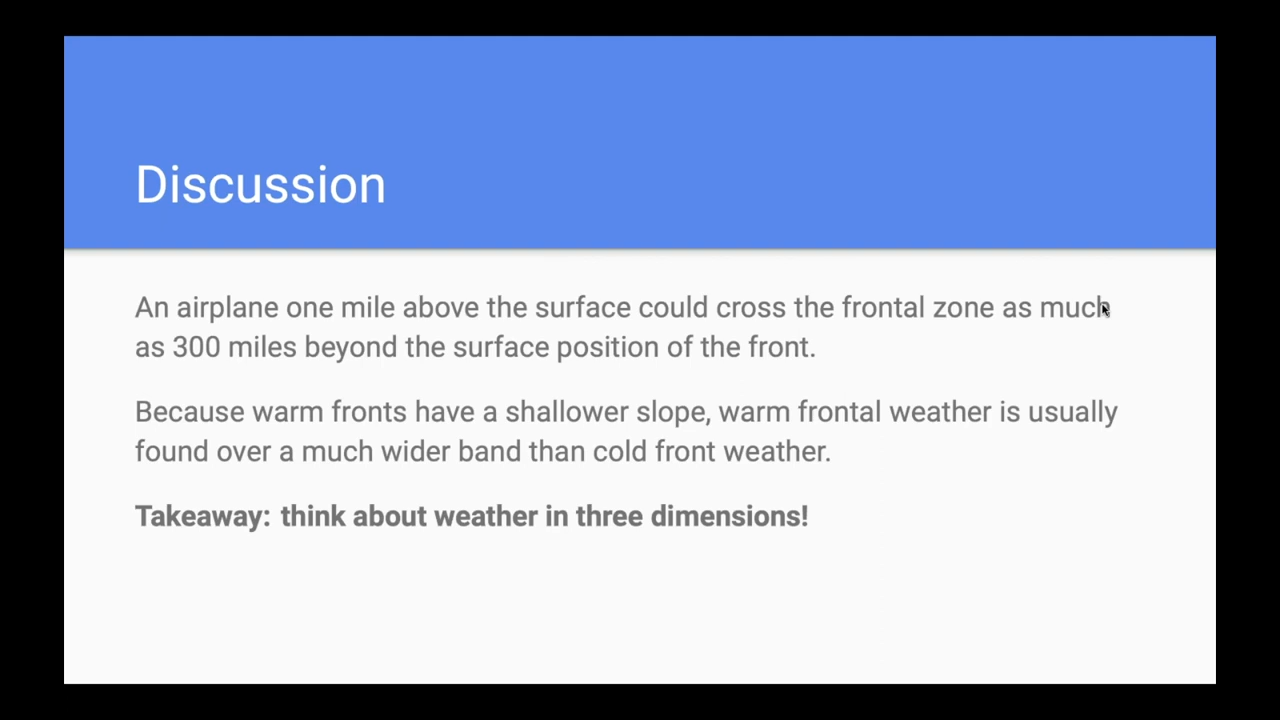 Discussion
An airplane one mile above the surface could cross the frontal zone as much
as 300 miles beyond the surface position of the front.
Because warm fronts have a shallower slope, warm frontal weather is usually
found over a much wider band than cold front weather.
Takeaway: think about weather in three dimensions!